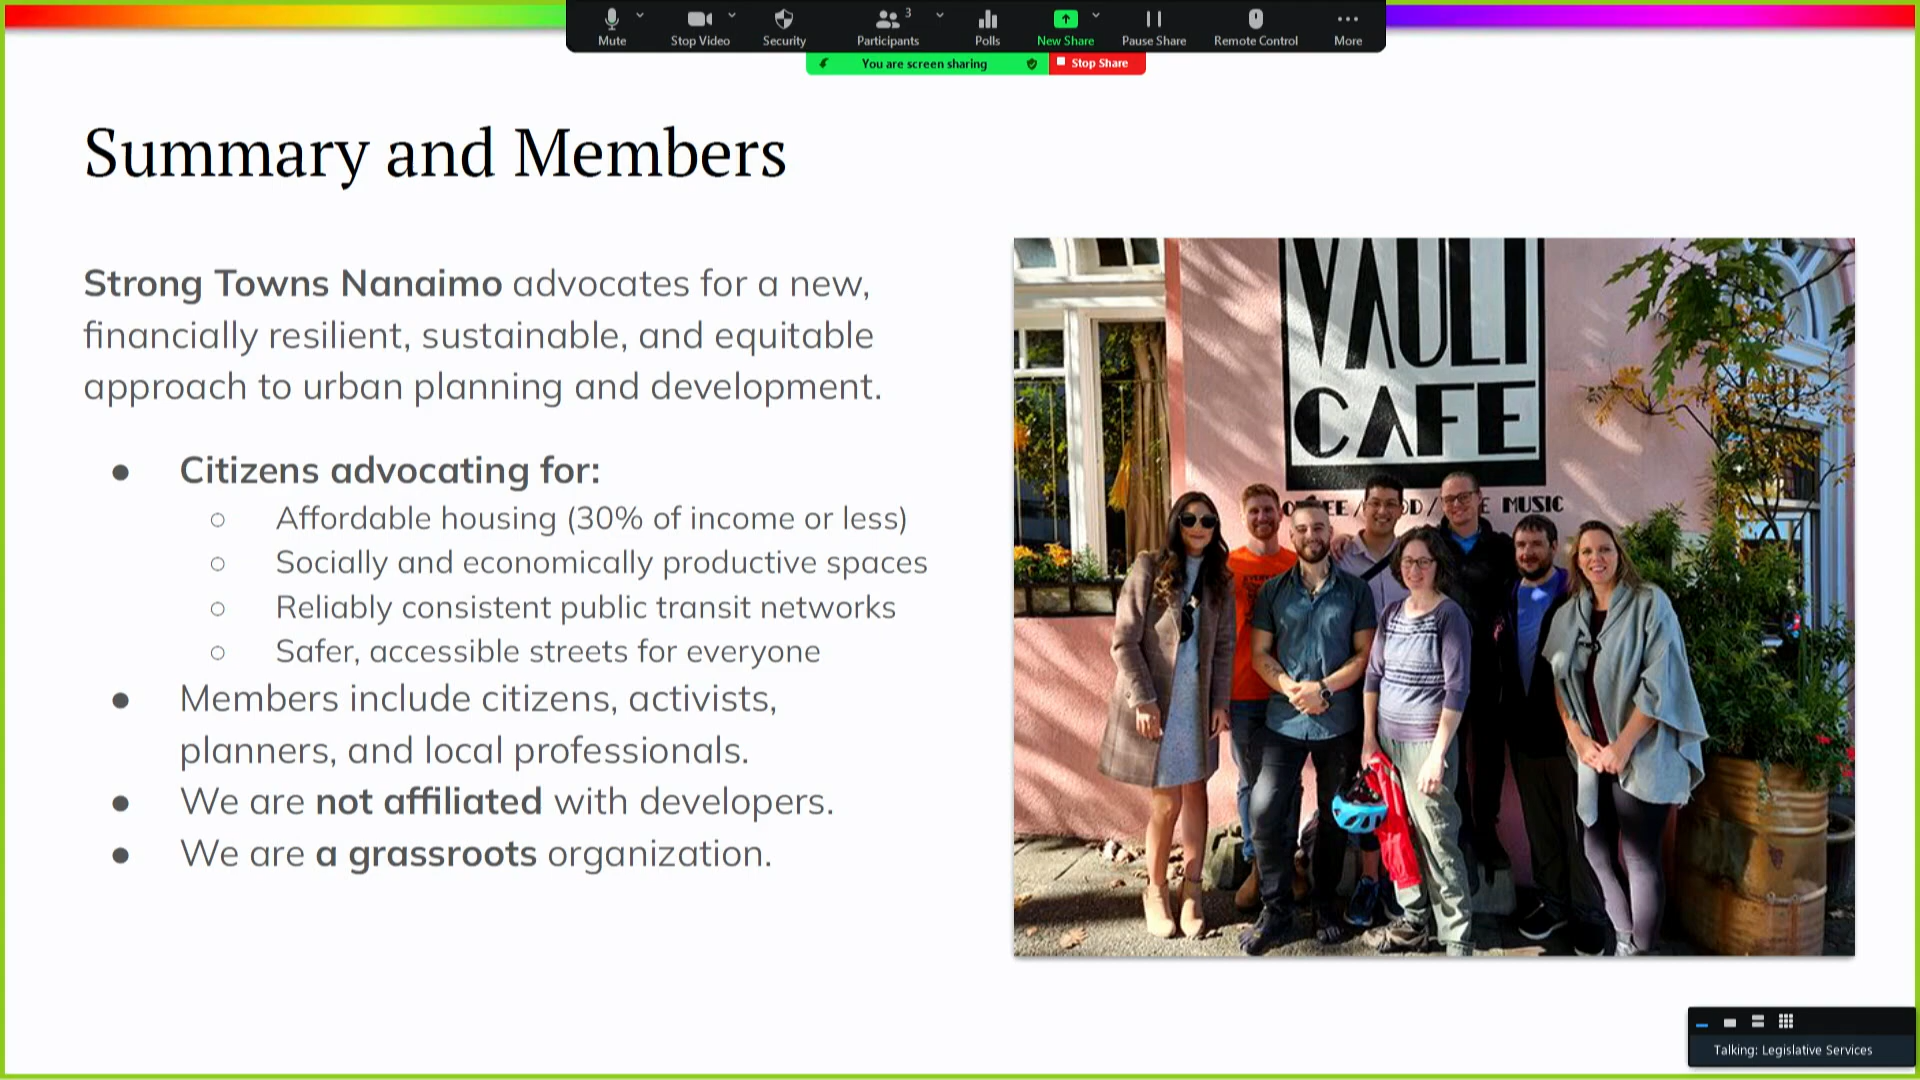 Mute
Stop Video
Security
Participants
3
Polls
New Share
Pause Share
Remote Control
More
You are screen sharing
Stop Share
Summary and Members
Strong Towns Nanaimo advocates for a new,
financially resilient, sustainable, and equitable
approach to urban planning and development.
● Citizens advocating for:
○ Affordable housing (30% of income or less)
○ Socially and economically productive spaces
○ Reliably consistent public transit networks
○ Safer, accessible streets for everyone
● Members include citizens, activists,
planners, and local professionals.
● We are not affiliated with developers.
● We are a grassroots organization.
VAULT
CAFE
MUSIC
Talking: Legislative Services